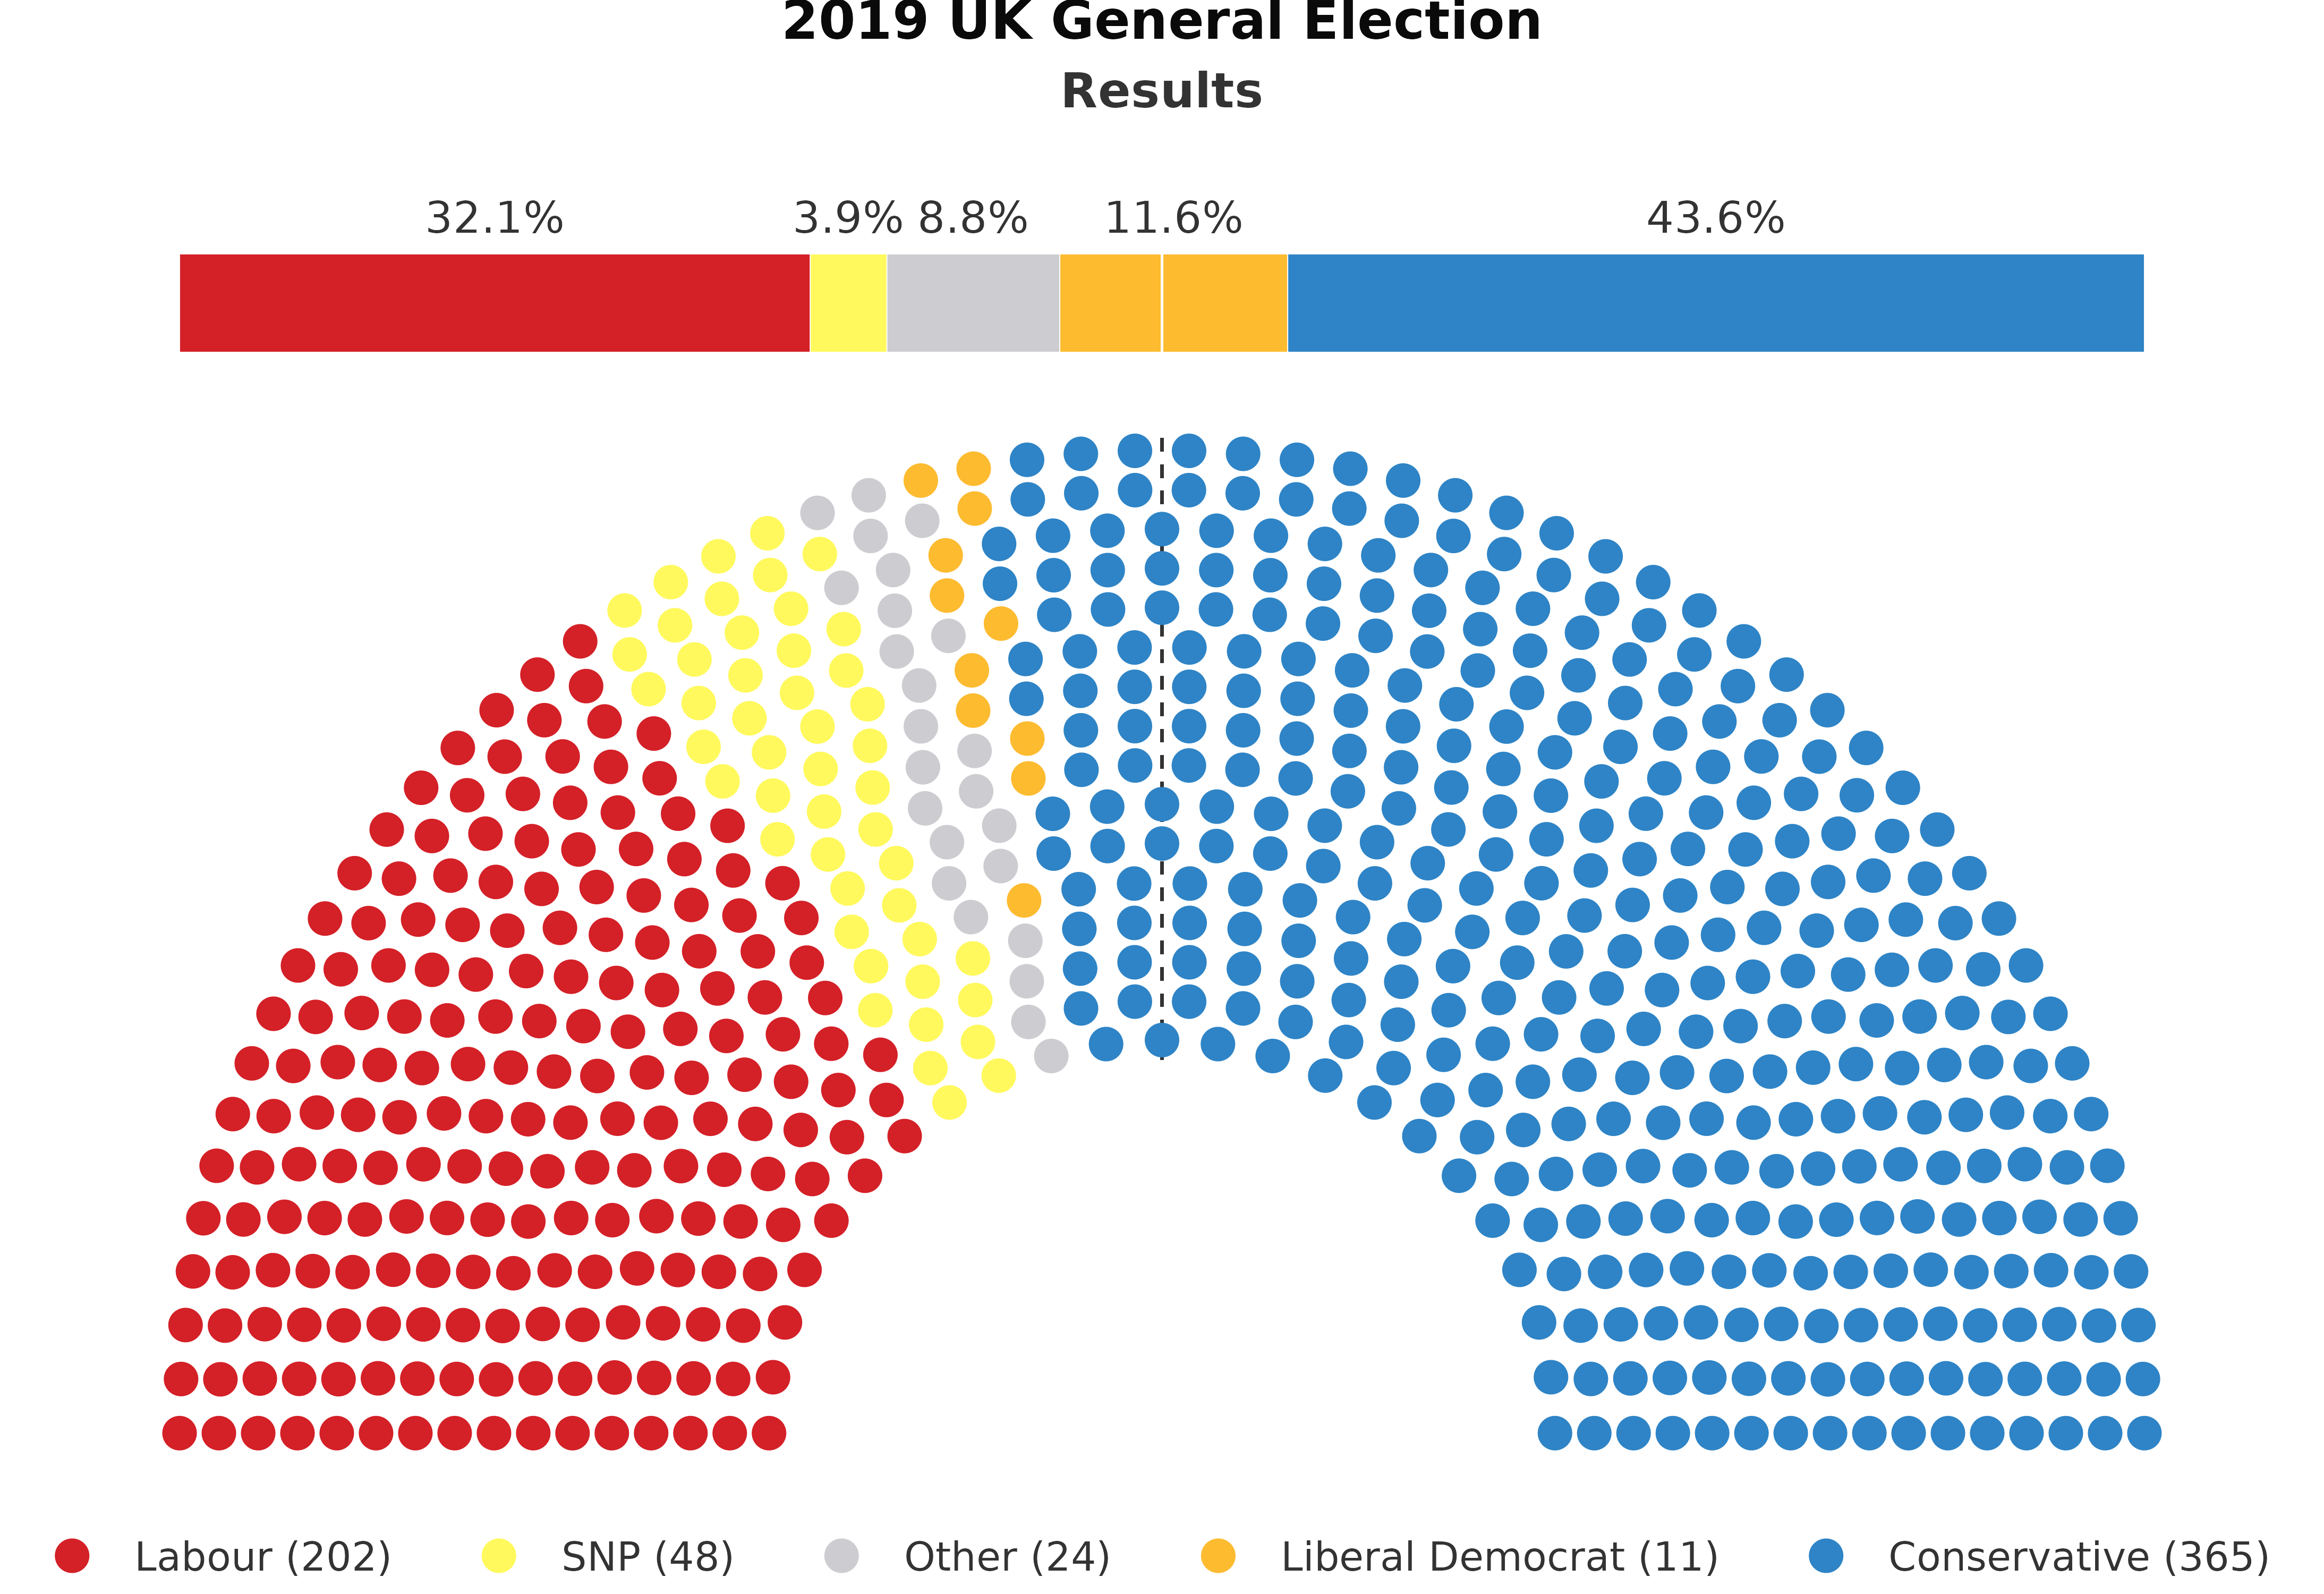 2019 UK General Election
Results
32.1% 3.9% 8.8% 11.6% 43.6%
Labour (202) SNP (48) Other (24) Liberal Democrat (11) Conservative (365)